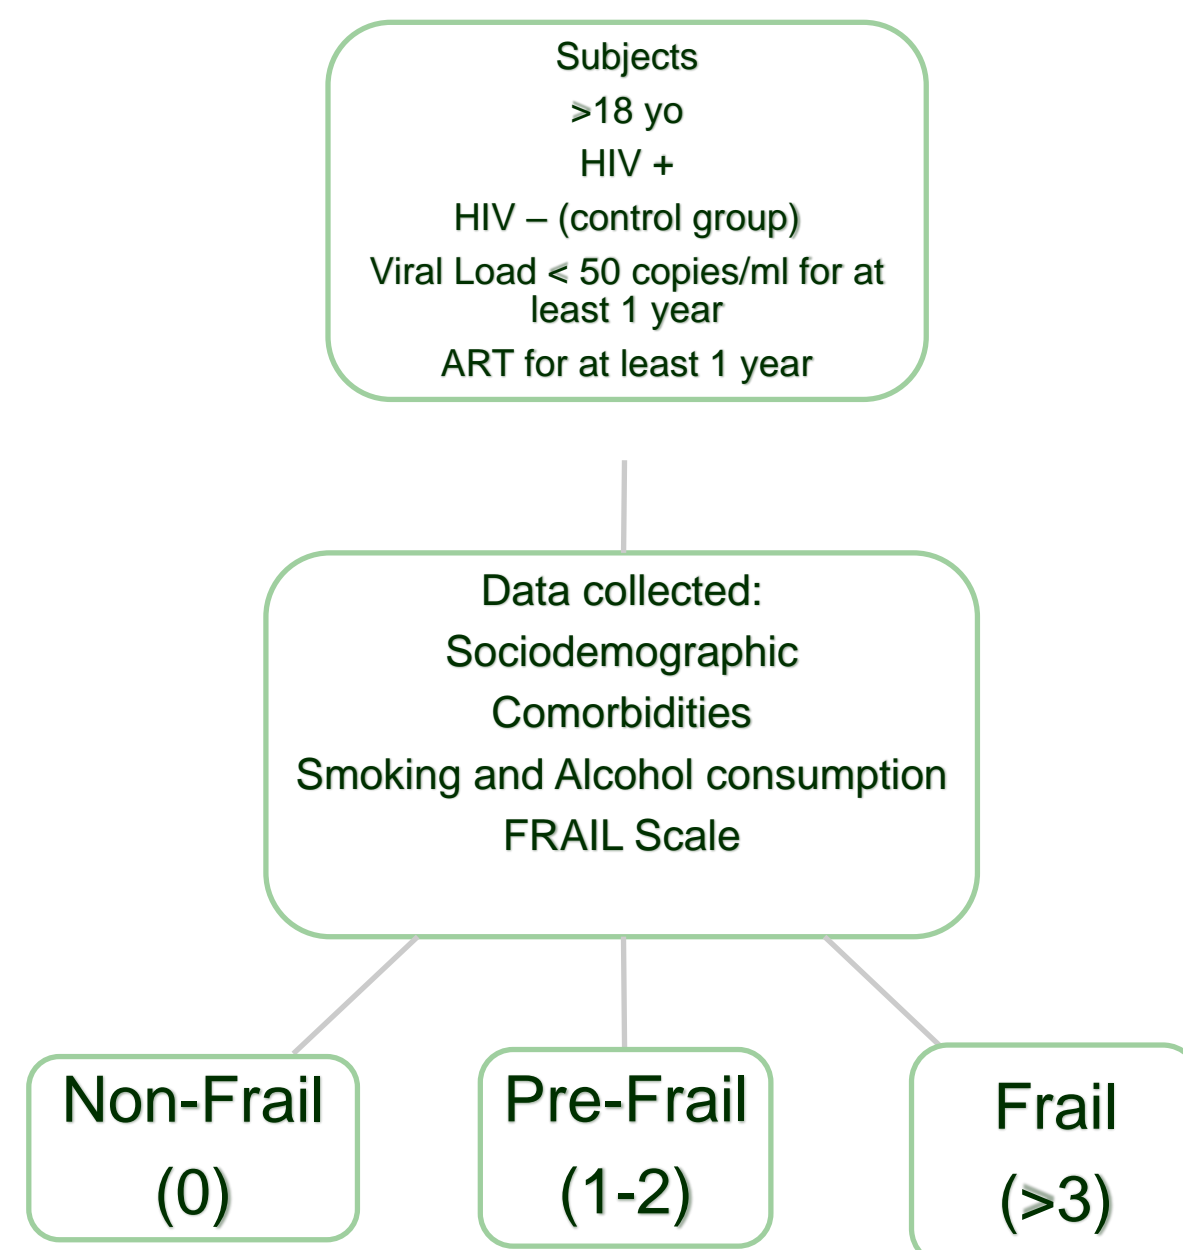 Subjects
>18 yo
HIV +
HIV – (control group)
Viral Load < 50 copies/ml for at
least 1 year
ART for at least 1 year
Data collected:
Sociodemographic
Comorbidities
Smoking and Alcohol consumption
FRAIL Scale
Non-Frail
(0)
Pre-Frail
(1-2)
Frail
(>3)